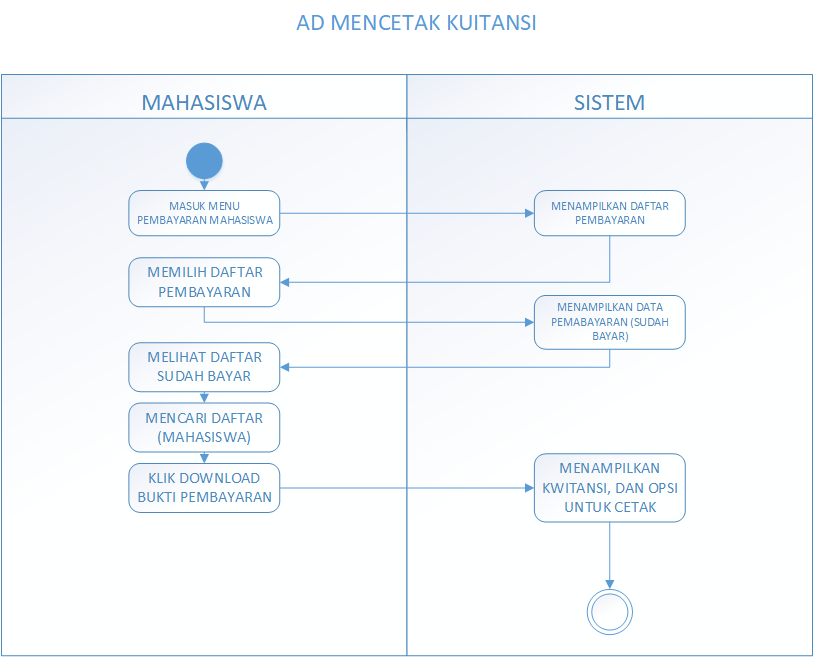 AD MENCETAK KUITANSI
MAHASISWA
SISTEM
MASUK MENU
PEMBAYARAN MAHASISWA
MENAMPILKAN DAFTAR
PEMBAYARAN
MEMILIH DAFTAR
PEMBAYARAN
MENAMPILKAN DATA
PEMABAYARAN (SUDAH
BAYAR)
MELIHAT DAFTAR
SUDAH BAYAR
MENCARI DAFTAR
(MAHASISWA)
KLIK DOWNLOAD
BUKTI PEMBAYARAN
MENAMPILKAN
KWITANSI, DAN OPSI
UNTUK CETAK